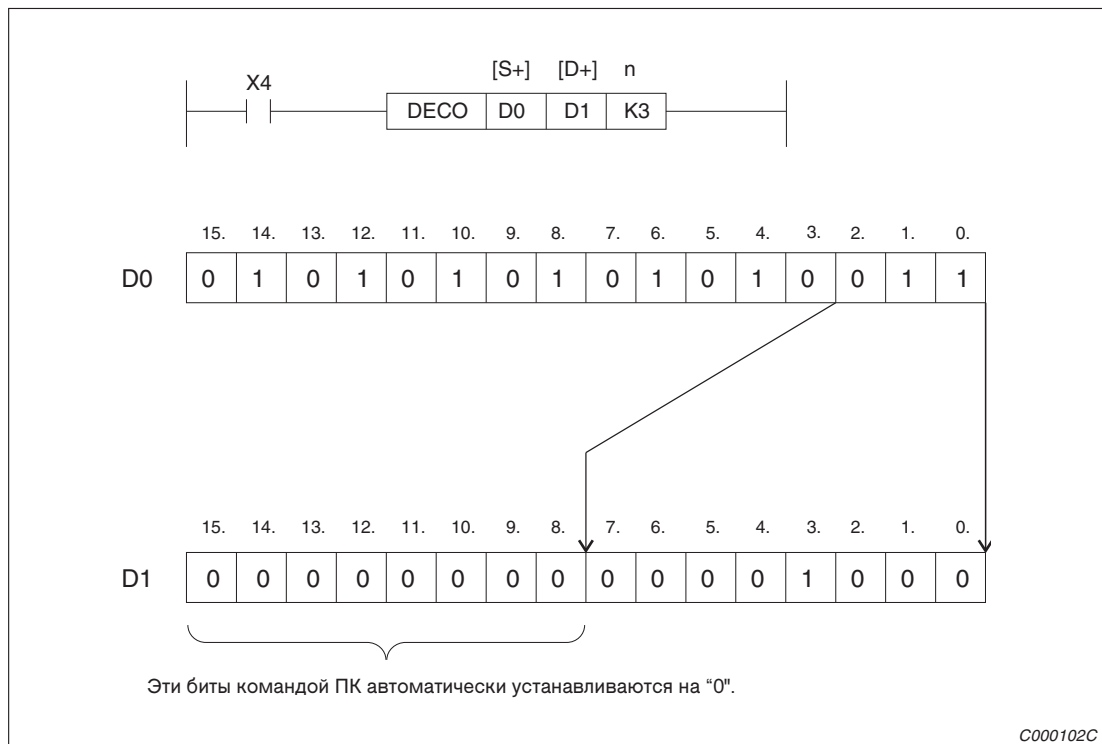 [S+] [D+] n
X4
DECO D0 D1 K3
15. 14. 13. 12. 11. 10. 9. 8. 7. 6. 5. 4. 3. 2. 1. 0.
D0 0 1 0 1 0 1 0 1 0 1 0 1 0 0 1 1
15. 14. 13. 12. 11. 10. 9. 8. 7. 6. 5. 4. 3. 2. 1. 0.
D1 0 0 0 0 0 0 0 0 0 0 0 0 1 0 0 0
Эти биты командой ПК автоматически устанавливаются на “0".
C000102C